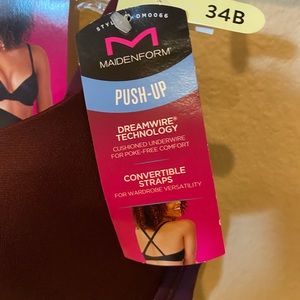 STYLE DM0066
34B
MAIDENFORM®
PUSH-UP
DREAMWIRE®
TECHNOLOGY
CUSHIONED UNDERWIRE
FOR POKE-FREE COMFORT
CONVERTIBLE
STRAPS
FOR WARDROBE VERSATILITY